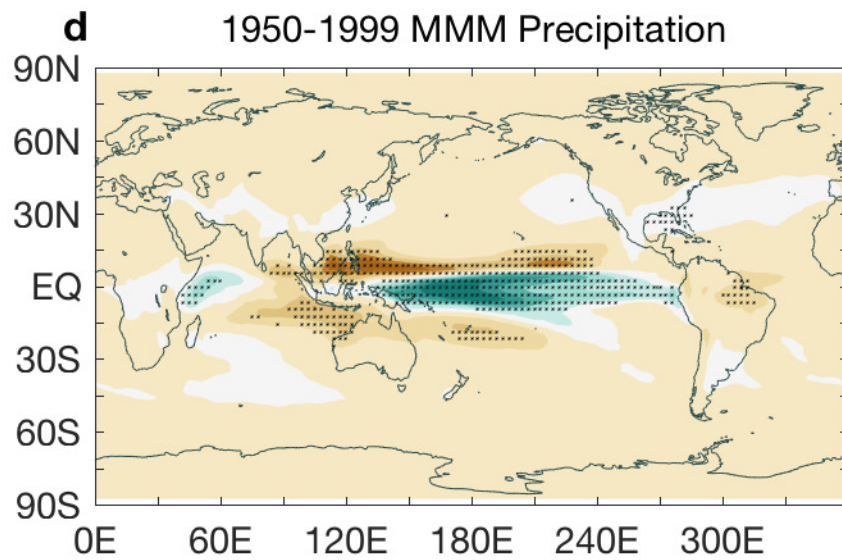 d 1950-1999 MMM Precipitation
90N
60N
30N
EQ
30S
60S
90S
0E 60E 120E 180E 240E 300E